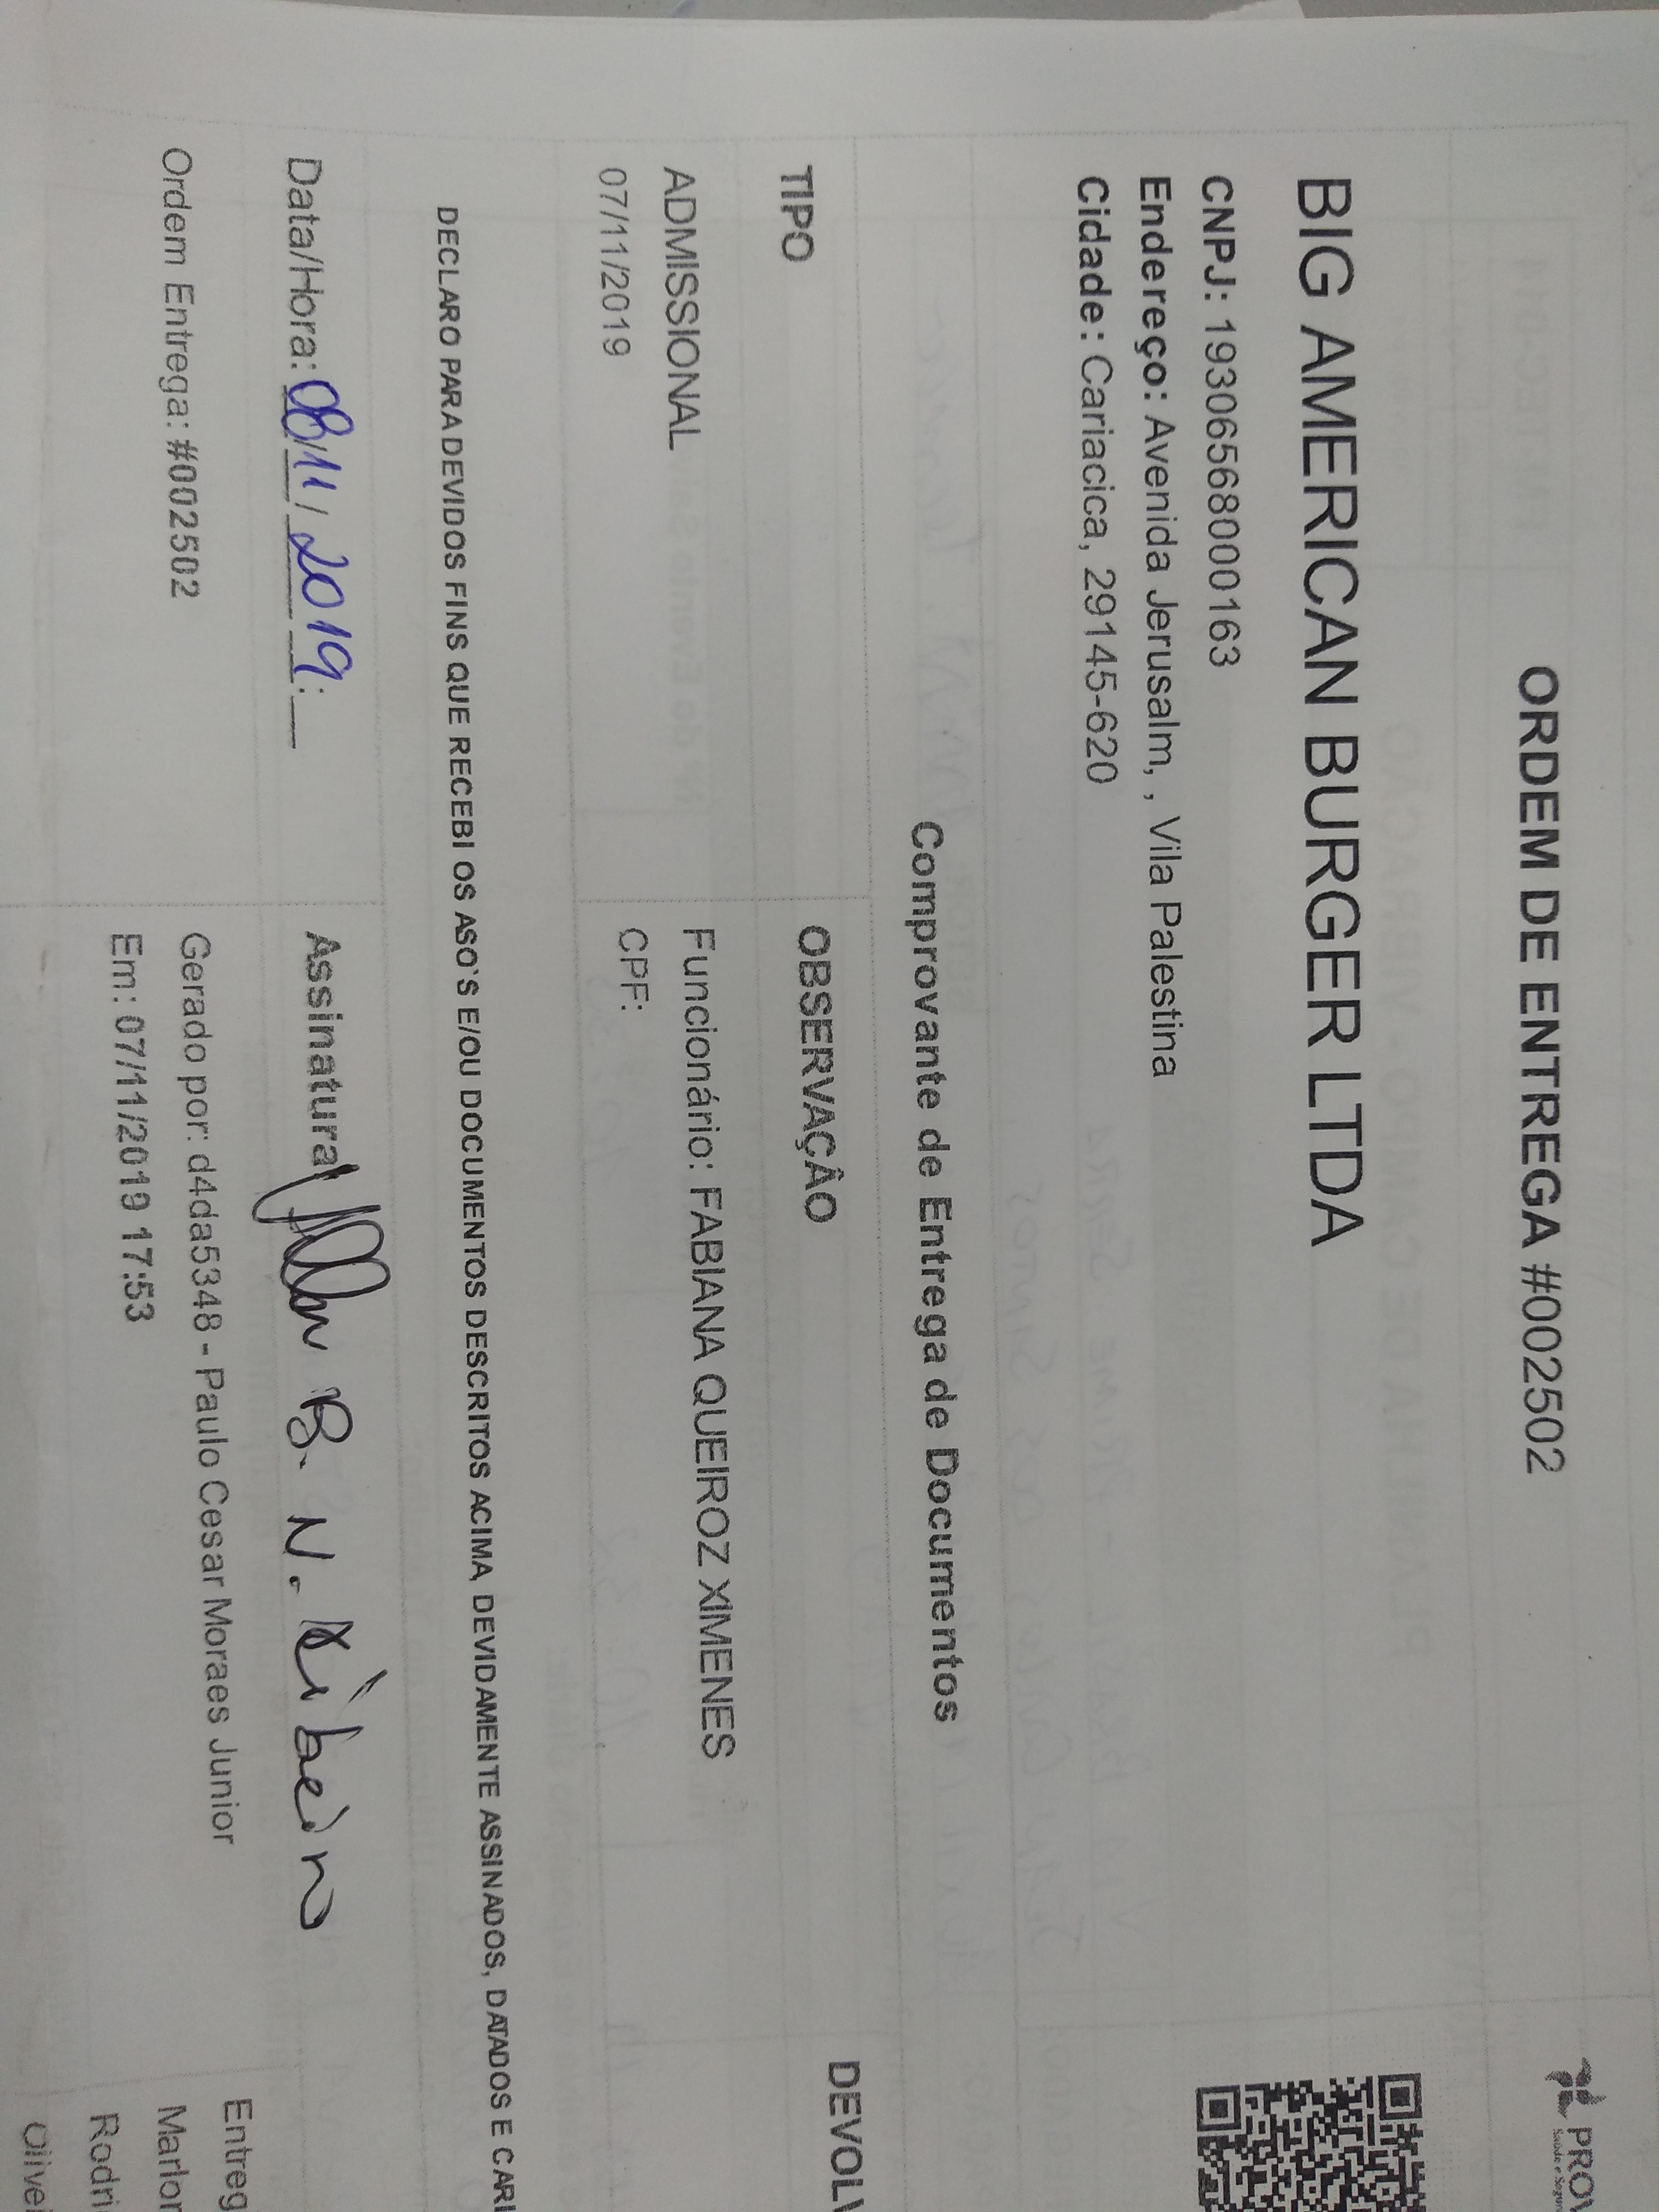 ORDEM DE ENTREGA #002502
PROV
BIG AMERICAN BURGER LTDA
CNPJ: 19306568000163
Endereço: Avenida Jerusalm, , Vila Palestina
Cidade: Cariacica, 29145-620
Comprovante de Entrega de Documentos
TIPO OBSERVAÇÃO DEVOLV
ADMISSIONAL Funcionário: FABIANA QUEIROZ XIMENES
07/11/2019 CPF:
DECLARO PARA DEVIDOS FINS QUE RECEBI OS ASO'S E/OU DOCUMENTOS DESCRITOS ACIMA, DEVIDAMENTE ASSINADOS, DATADOS E CARI
Data/Hora: 08/11/2019 : Assinatura B. N. Ribeiro
Ordem Entrega: #002502 Gerado por: d4da5348 - Paulo Cesar Moraes Junior
Em: 07/11/2019 17:53
Entreg
Marlon
Rodri
Olivei